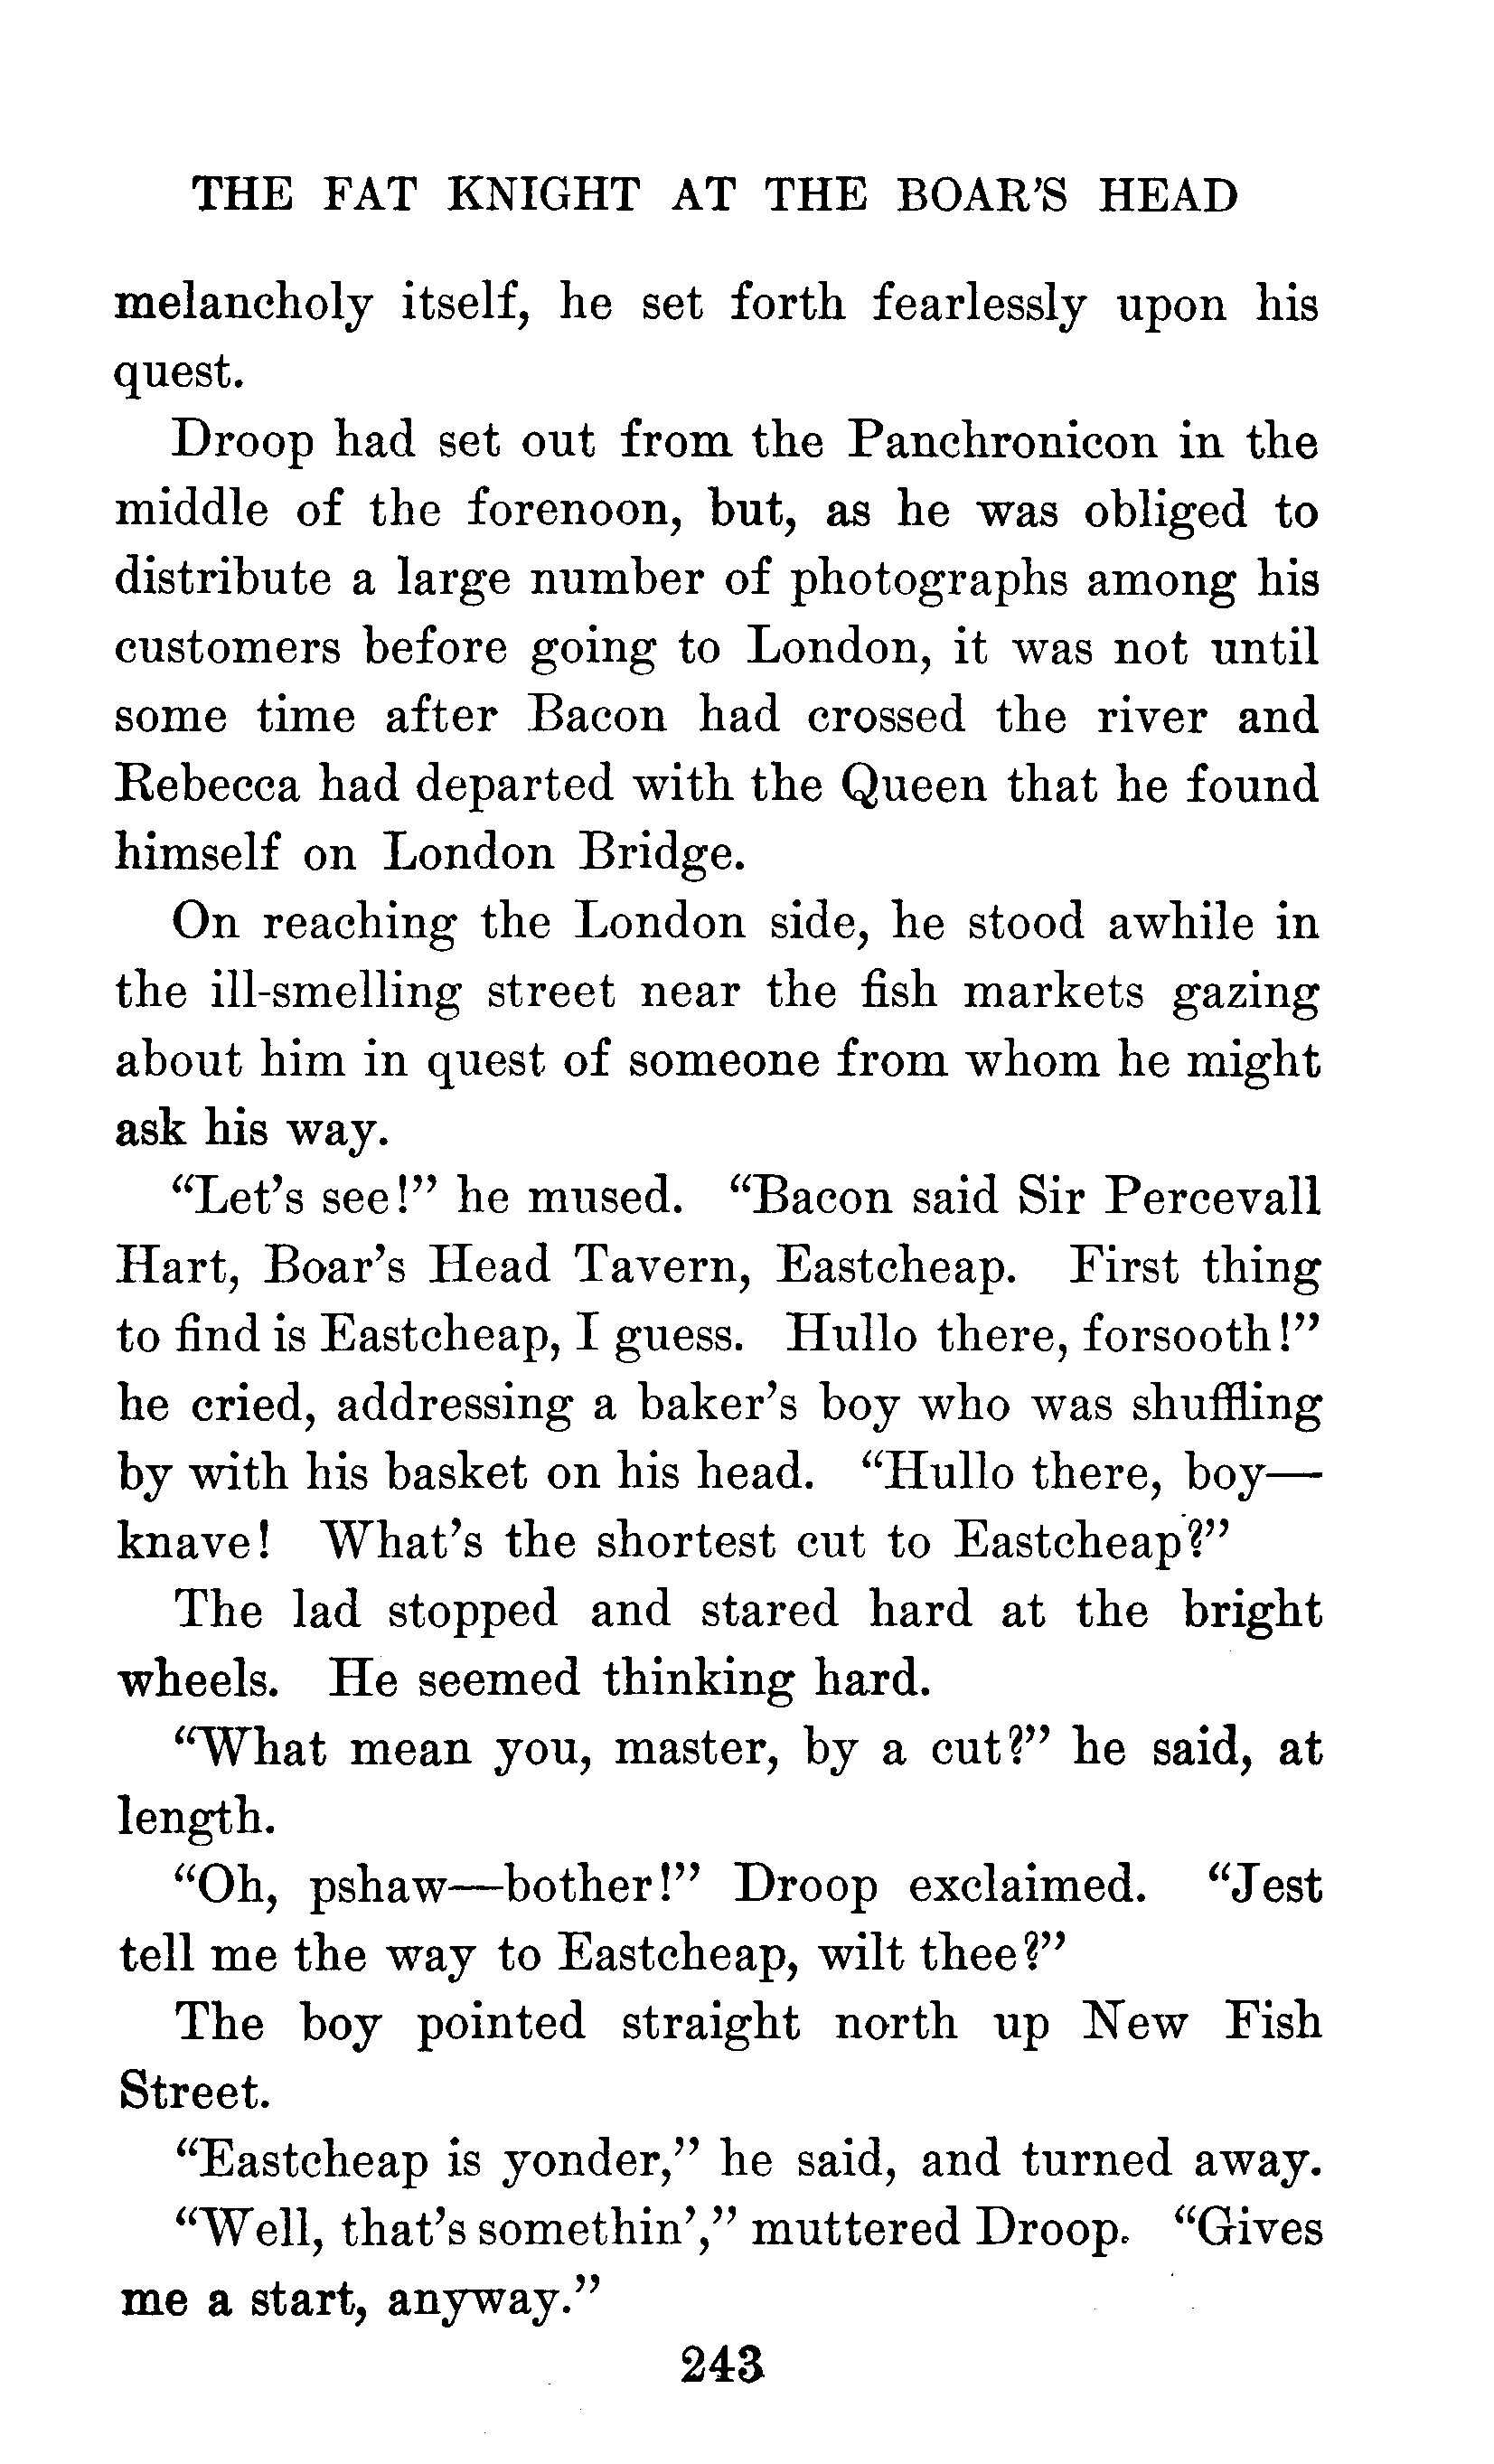 THE FAT KNIGHT AT THE BOAR'S HEAD
melancholy itself, he set forth fearlessly upon his
quest.
Droop had set out from the Panchronicon in the
middle of the forenoon, but, as he was obliged to
distribute a large number of photographs among his
customers before going to London, it was not until
some time after Bacon had crossed the river and
Rebecca had departed with the Queen that he found
himself on London Bridge.
On reaching the London side, he stood awhile in
the ill-smelling street near the fish markets gazing
about him in quest of someone from whom he might
ask his way.
“Let's see!” he mused. “Bacon said Sir Percevall
Hart, Boar's Head Tavern, Eastcheap. First thing
to find is Eastcheap, I guess. Hullo there, forsooth!”
he cried, addressing a baker's boy who was shuffling
by with his basket on his head. “Hullo there, boy—
knave! What's the shortest cut to Eastcheap?”
The lad stopped and stared hard at the bright
wheels. He seemed thinking hard.
“What mean you, master, by a cut?” he said, at
length.
“Oh, pshaw—bother!” Droop exclaimed. “Jest
tell me the way to Eastcheap, wilt thee?”
The boy pointed straight north up New Fish
Street.
“Eastcheap is yonder,” he said, and turned away.
“Well, that's somethin',” muttered Droop. “Gives
me a start, anyway.”
243